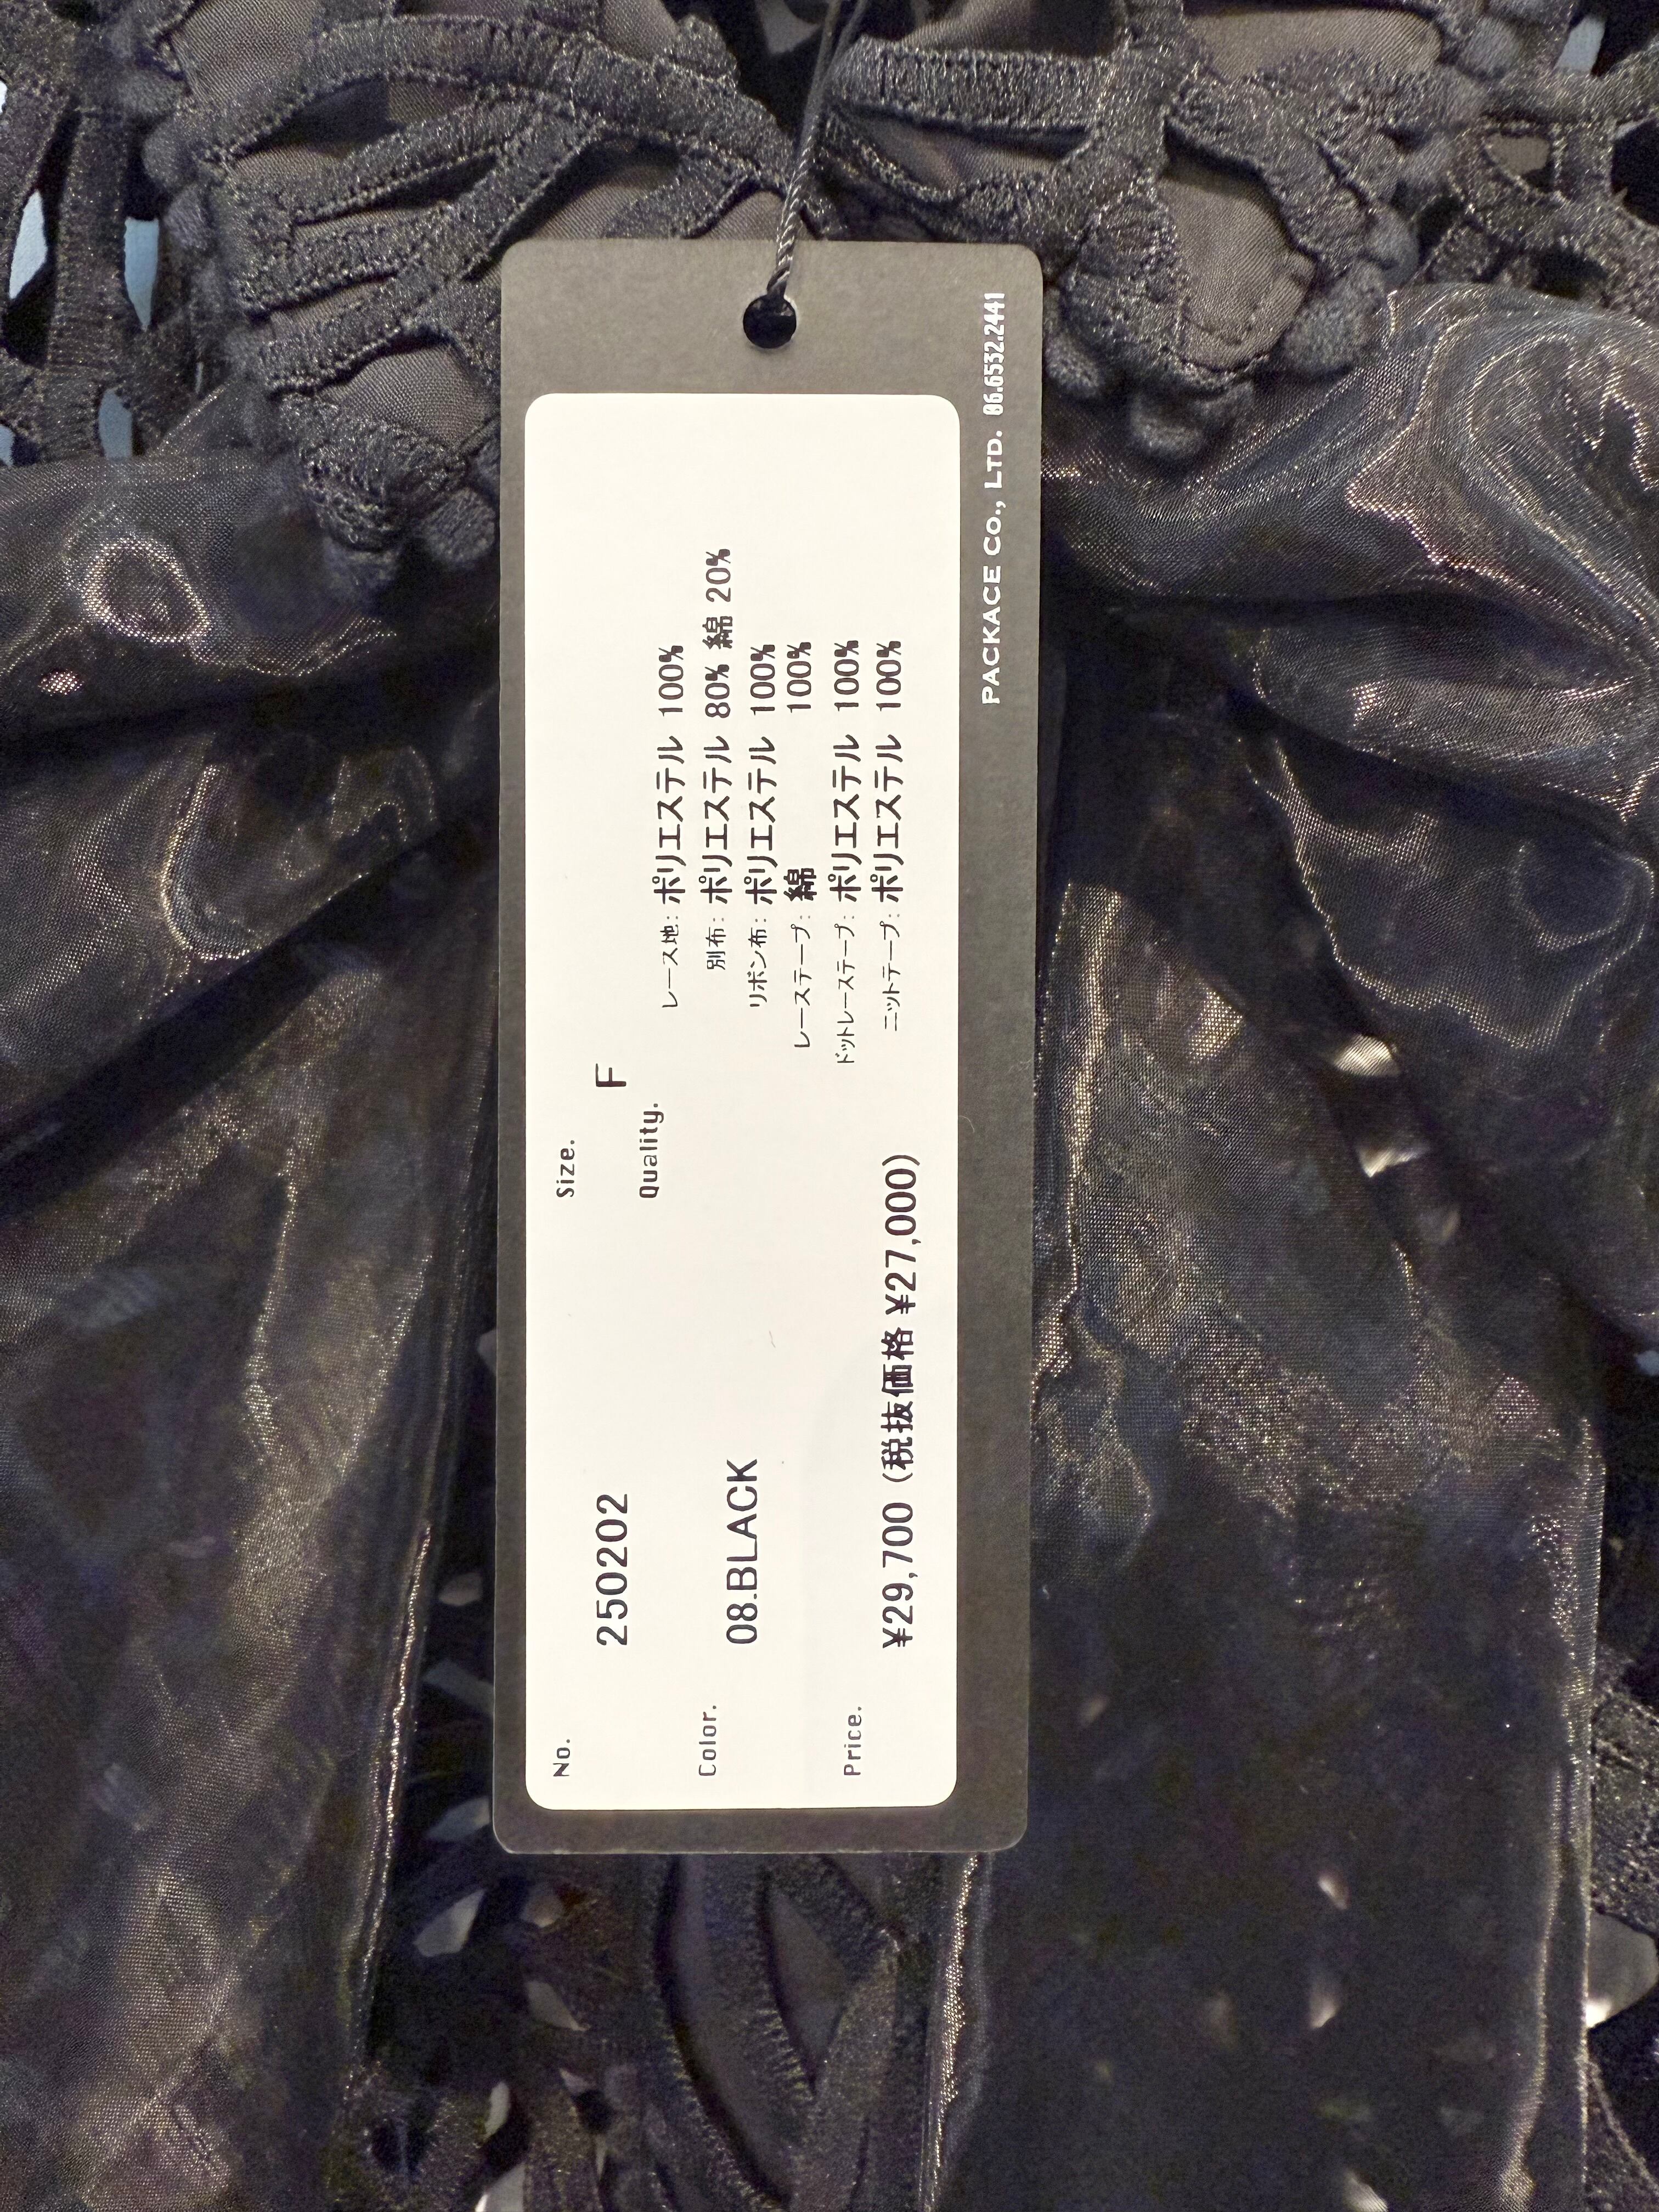 No.
250202
Color.
08.BLACK
Price.
¥29,700 (税抜価格 ¥27,000)
Size.
F
Quality.
レース地: ポリエステル 100%
別布: ポリエステル 80% 綿 20%
リボン布: ポリエステル 100%
レーステープ: 綿 100%
ドットレーステープ: ポリエステル 100%
ニットテープ: ポリエステル 100%
PACKACE CO., LTD. 06.6532.2441